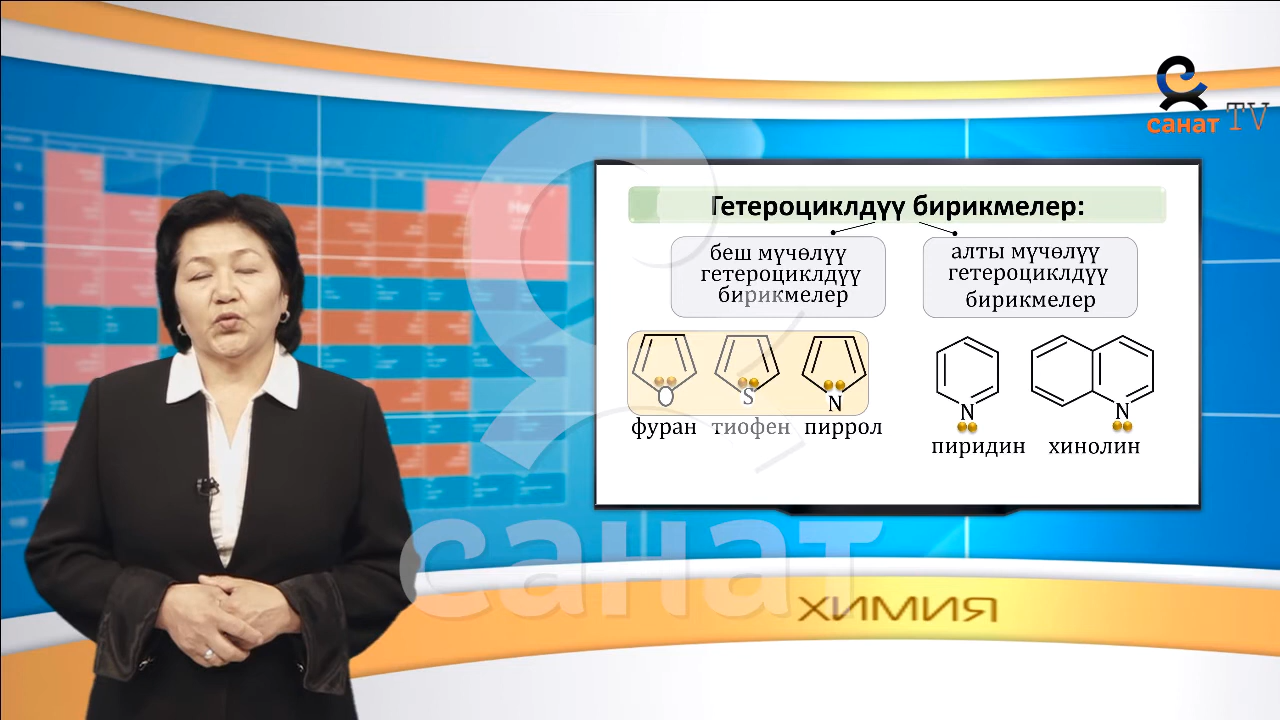 санат TV
Гетероциклдүү бирикмелер:
беш мүчөлүү
гетероциклдүү
бирикмелер
алты мүчөлүү
гетероциклдүү
бирикмелер
O
S
N
фуран
тиофен
пиррол
N
N
пиридин
хинолин
санат
ХИМИЯ